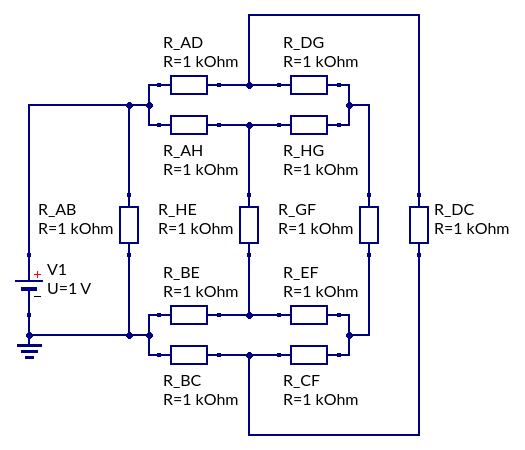 R_AD
R=1 kOhm
R_DG
R=1 kOhm
R_AH
R=1 kOhm
R_HG
R=1 kOhm
R_AB
R=1 kOhm
R_HE
R=1 kOhm
R_GF
R=1 kOhm
R_DC
R=1 kOhm
V1
U=1 V
R_BE
R=1 kOhm
R_EF
R=1 kOhm
R_BC
R=1 kOhm
R_CF
R=1 kOhm